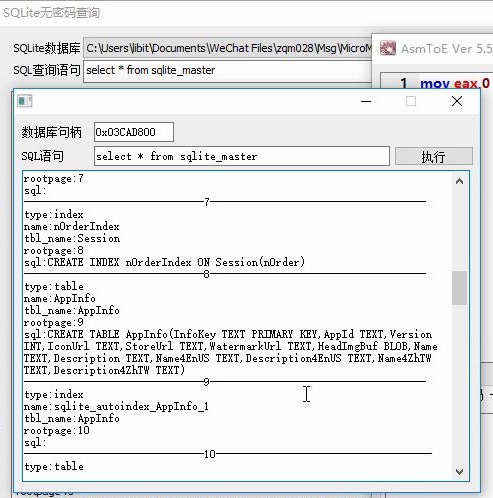 SQLite无密码查询
SQLite数据库 C:\Users\libit\Documents\WeChat Files\zqm028\Msg\MicroM
SQL查询语句 select * from sqlite_master
AsmToE Ver 5.5
1 mov eax,0
数据库句柄 0x03CAD800
SQL语句 select * from sqlite_master 执行
rootpage:7
sql:
7
type:index
name:nOrderIndex
tbl_name:Session
rootpage:8
sql:CREATE INDEX nOrderIndex ON Session(nOrder)
8
type:table
name:AppInfo
tbl_name:AppInfo
rootpage:9
sql:CREATE TABLE AppInfo(InfoKey TEXT PRIMARY KEY,AppId TEXT,Version
INT,IconUrl TEXT,StoreUrl TEXT,WatermarkUrl TEXT,HeadImgBuf BLOB,Name
TEXT,Description TEXT,Name4EnUS TEXT,Description4EnUS TEXT,Name4ZhTW
TEXT,Description4ZhTW TEXT)
9
type:index
name:sqlite_autoindex_AppInfo_1
tbl_name:AppInfo
rootpage:10
sql:
10
type:table